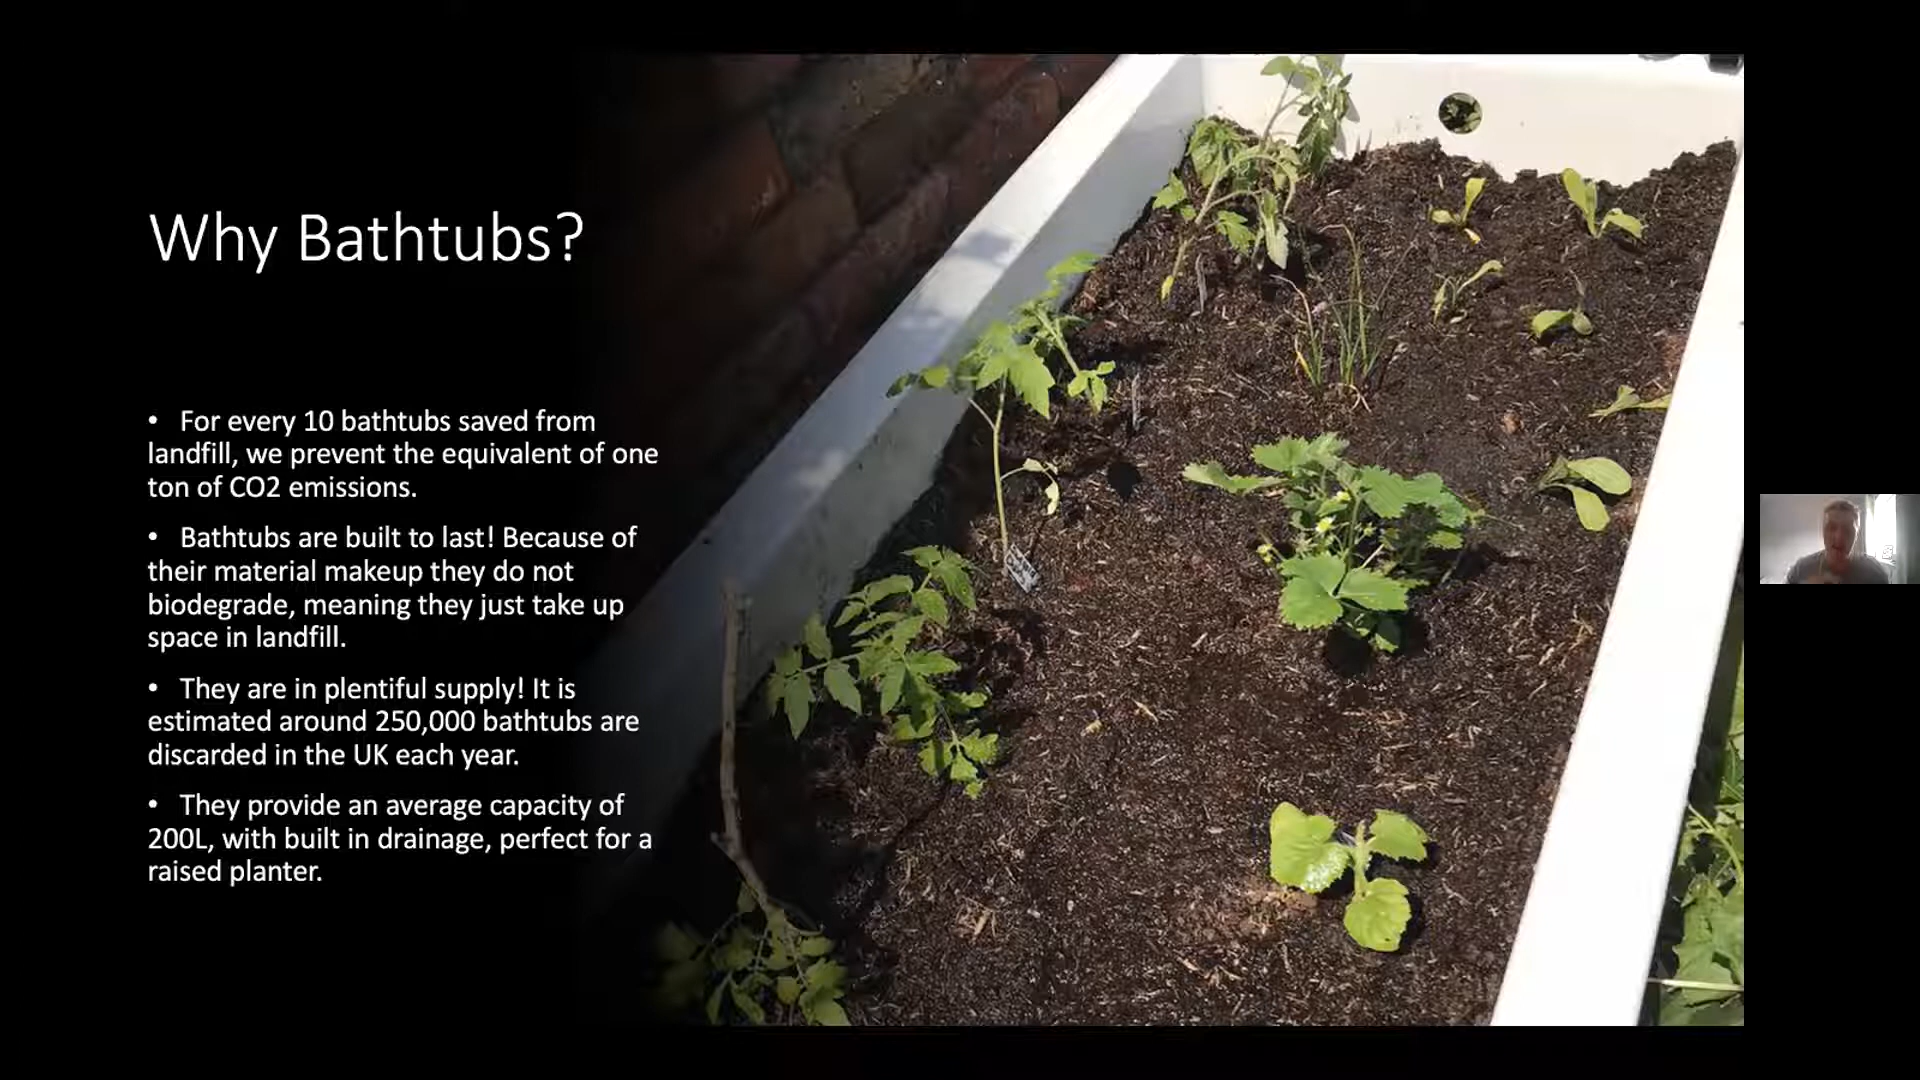 Why Bathtubs?
• For every 10 bathtubs saved from
landfill, we prevent the equivalent of one
ton of CO2 emissions.
• Bathtubs are built to last! Because of
their material makeup they do not
biodegrade, meaning they just take up
space in landfill.
• They are in plentiful supply! It is
estimated around 250,000 bathtubs are
discarded in the UK each year.
• They provide an average capacity of
200L, with built in drainage, perfect for a
raised planter.